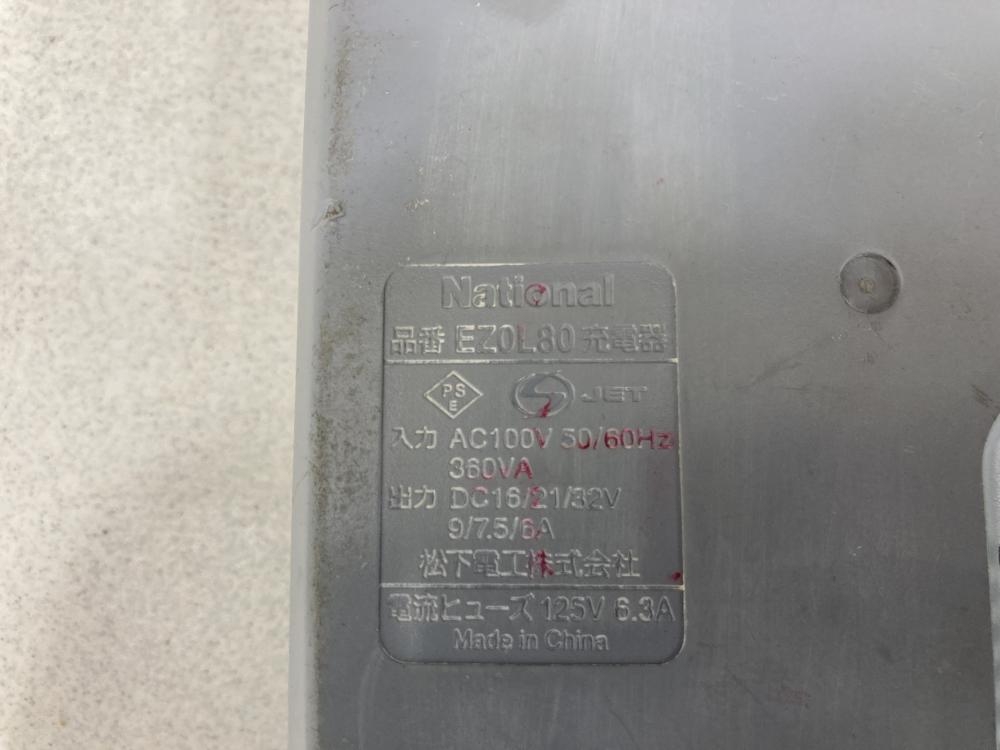 National
品番 EZ0L80 充電器
PS
E
JET
入力 AC100V 50/60Hz
360VA
出力 DC16/21/32V
9/7.5/6A
松下電工株式会社
電流ヒューズ 125V 6.3A
Made in China